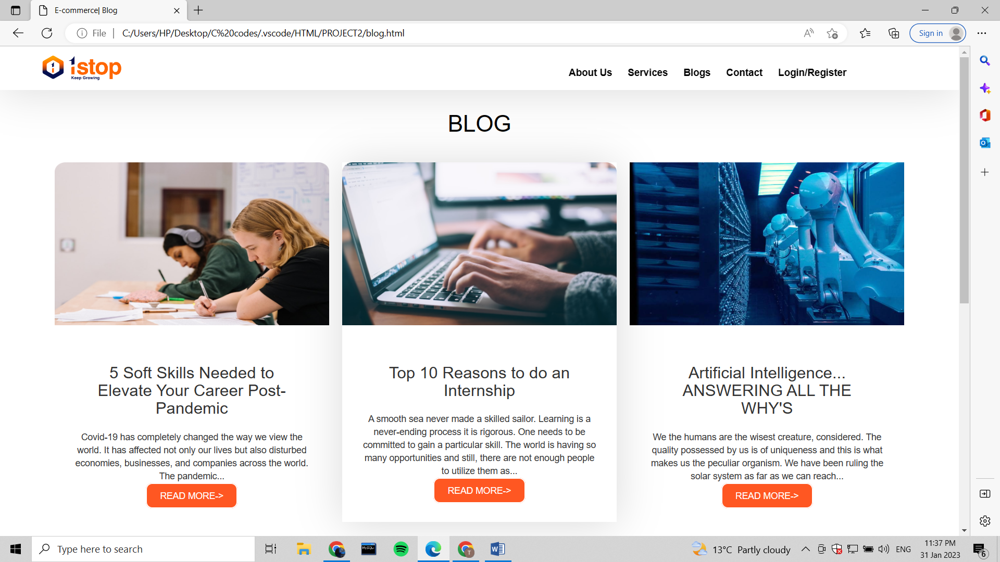 E-commerce| Blog
File
C:/Users/HP/Desktop/C%20codes/.vscode/HTML/PROJECT2/blog.html
Sign in
1stop
Keep Growing
About Us
Services
Blogs
Contact
Login/Register
BLOG
5 Soft Skills Needed to
Elevate Your Career Post-
Pandemic
Covid-19 has completely changed the way we view the
world. It has affected not only our lives but also disturbed
economies, businesses, and companies across the world.
The pandemic...
READ MORE->
Top 10 Reasons to do an
Internship
A smooth sea never made a skilled sailor. Learning is a
never-ending process it is rigorous. One needs to be
committed to gain a particular skill. The world is having so
many opportunities and still, there are not enough people
to utilize them as...
READ MORE->
Artificial Intelligence...
ANSWERING ALL THE
WHY'S
We the humans are the wisest creature, considered. The
quality possessed by us is of uniqueness and this is what
makes us the peculiar organism. We have been ruling the
solar system as far as we can reach...
READ MORE->
Type here to search
MySQL
T
13°C Partly cloudy
ENG
11:37 PM
31 Jan 2023
6